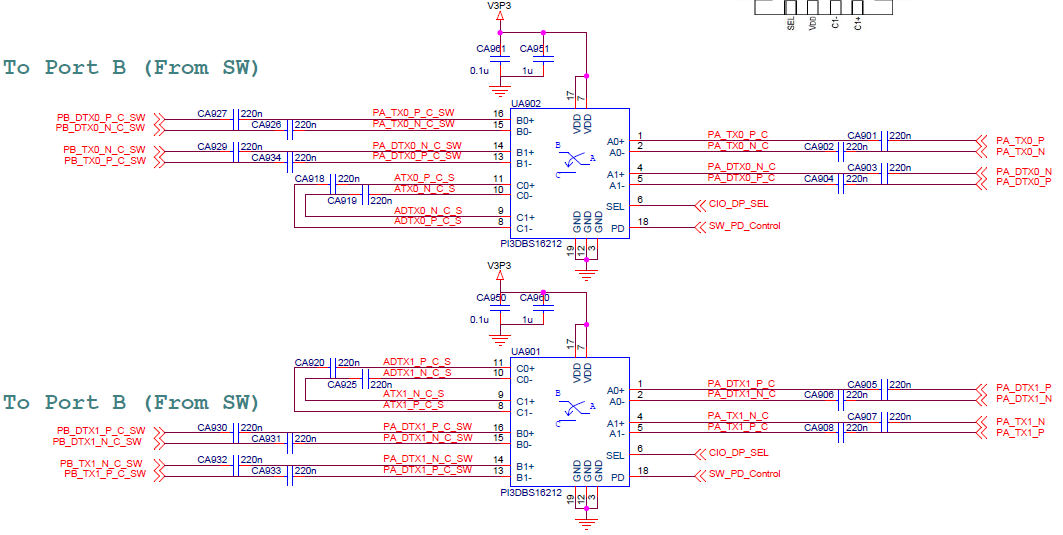 V3P3
SEL
VDD
C1-
C1+
CA961
CA951
0.1u
1u
To Port B (From SW)
17
7
UA902
VDD
VDD
PB_DTX0_P_C_SW
CA927
220n
PA_TX0_P_C_SW
16
B0+
PB_DTX0_N_C_SW
CA926
220n
PA_TX0_N_C_SW
15
B0-
PB_TX0_N_C_SW
CA929
220n
PA_DTX0_N_C_SW
14
B1+
PB_TX0_P_C_SW
CA934
220n
PA_DTX0_P_C_SW
13
B1-
CA918
220n
ATX0_P_C_S
11
C0+
CA919
220n
ATX0_N_C_S
10
C0-
ADTX0_N_C_S
9
C1+
ADTX0_P_C_S
8
C1-
B
A
C
A0+
1
PA_TX0_P_C
CA901
220n
PA_TX0_P
A0-
2
PA_TX0_N_C
CA902
220n
PA_TX0_N
A1+
4
PA_DTX0_N_C
CA903
220n
PA_DTX0_N
A1-
5
PA_DTX0_P_C
CA904
220n
PA_DTX0_P
SEL
6
CIO_DP_SEL
PD
18
SW_PD_Control
GND
GND
GND
PI3DBS16212
19
12
3
V3P3
CA950
CA960
0.1u
1u
17
7
UA901
VDD
VDD
CA920
220n
ADTX1_P_C_S
11
C0+
CA925
220n
ADTX1_N_C_S
10
C0-
ATX1_N_C_S
9
C1+
ATX1_P_C_S
8
C1-
To Port B (From SW)
PB_DTX1_P_C_SW
CA930
220n
PA_DTX1_P_C_SW
16
B0+
PB_DTX1_N_C_SW
CA931
220n
PA_DTX1_N_C_SW
15
B0-
PB_TX1_N_C_SW
CA932
220n
PA_DTX1_N_C_SW
14
B1+
PB_TX1_P_C_SW
CA933
220n
PA_DTX1_P_C_SW
13
B1-
B
A
C
A0+
1
PA_DTX1_P_C
CA905
220n
PA_DTX1_P
A0-
2
PA_DTX1_N_C
CA906
220n
PA_DTX1_N
A1+
4
PA_TX1_N_C
CA907
220n
PA_TX1_N
A1-
5
PA_TX1_P_C
CA908
220n
PA_TX1_P
SEL
6
CIO_DP_SEL
PD
18
SW_PD_Control
GND
GND
GND
PI3DBS16212
19
12
3